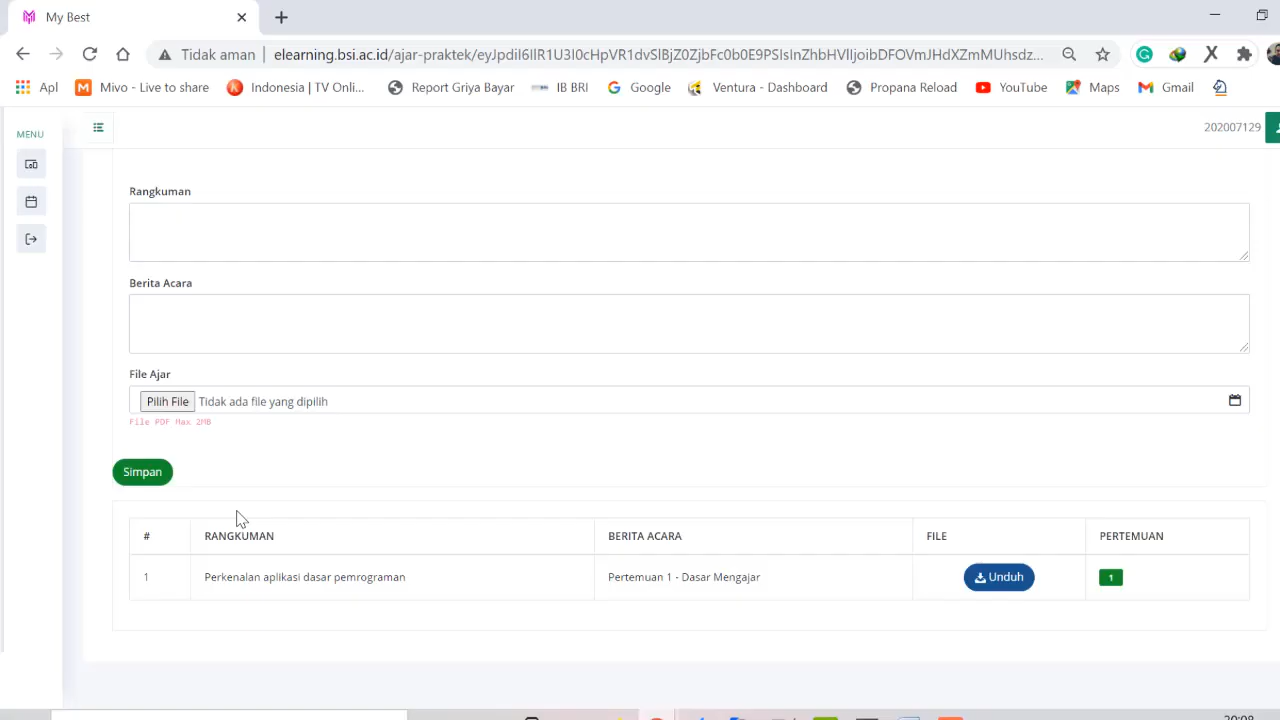 My Best
Tidak aman
elearning.bsi.ac.id/ajar-praktek/
Apl
Mivo - Live to share
Indonesia | TV Onli...
Report Griya Bayar
IB BRI
Google
Ventura - Dashboard
Propana Reload
YouTube
Maps
Gmail
MENU
202007129
Rangkuman
Berita Acara
File Ajar
Pilih File Tidak ada file yang dipilih
File PDF Max 2MB
Simpan
# RANGKUMAN BERITA ACARA FILE PERTEMUAN
1 Perkenalan aplikasi dasar pemrograman Pertemuan 1 - Dasar Mengajar Unduh 1